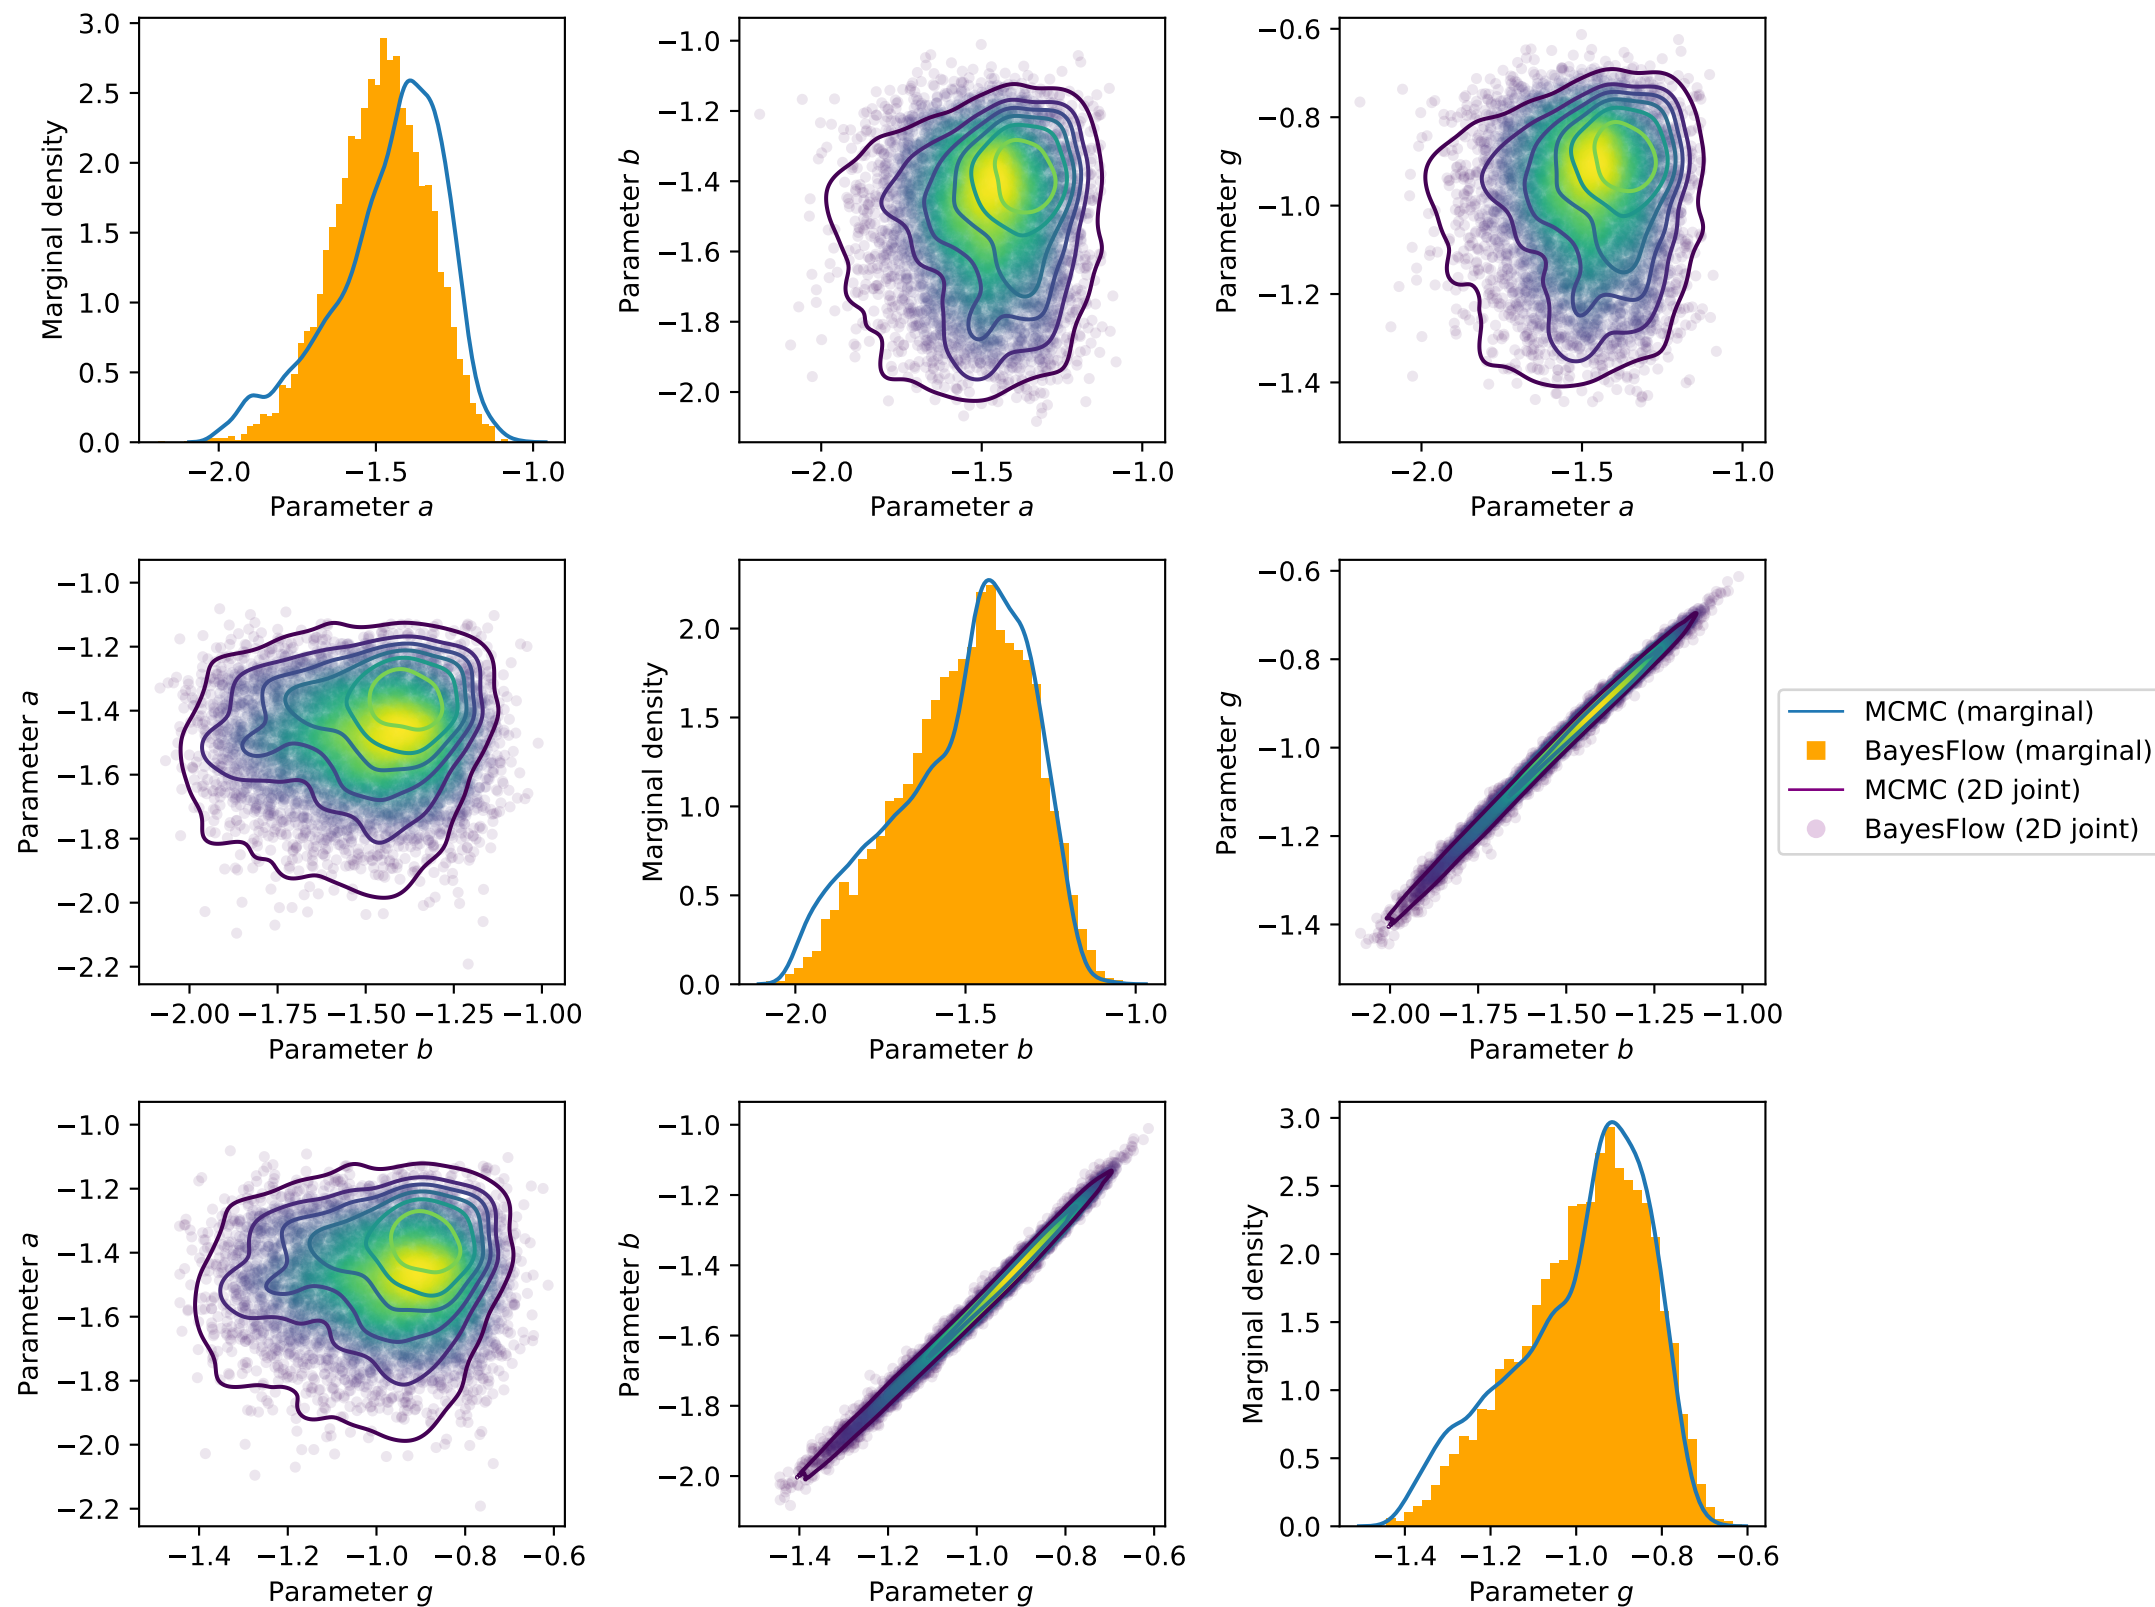 3.0
2.5
2.0
1.5
1.0
0.5
0.0
Marginal density
−2.0 −1.5 −1.0
Parameter a
−1.0
−1.2
−1.4
−1.6
−1.8
−2.0
Parameter b
−2.0 −1.5 −1.0
Parameter a
−0.6
−0.8
−1.0
−1.2
−1.4
Parameter g
−2.0 −1.5 −1.0
Parameter a
−1.0
−1.2
−1.4
−1.6
−1.8
−2.0
−2.2
Parameter a
−2.00 −1.75 −1.50 −1.25 −1.00
Parameter b
2.0
1.5
1.0
0.5
0.0
Marginal density
−2.0 −1.5 −1.0
Parameter b
−0.6
−0.8
−1.0
−1.2
−1.4
Parameter g
−2.00 −1.75 −1.50 −1.25 −1.00
Parameter b
MCMC (marginal)
BayesFlow (marginal)
MCMC (2D joint)
BayesFlow (2D joint)
−1.0
−1.2
−1.4
−1.6
−1.8
−2.0
−2.2
Parameter a
−1.4 −1.2 −1.0 −0.8 −0.6
Parameter g
−1.0
−1.2
−1.4
−1.6
−1.8
−2.0
Parameter b
−1.4 −1.2 −1.0 −0.8 −0.6
Parameter g
3.0
2.5
2.0
1.5
1.0
0.5
0.0
Marginal density
−1.4 −1.2 −1.0 −0.8 −0.6
Parameter g